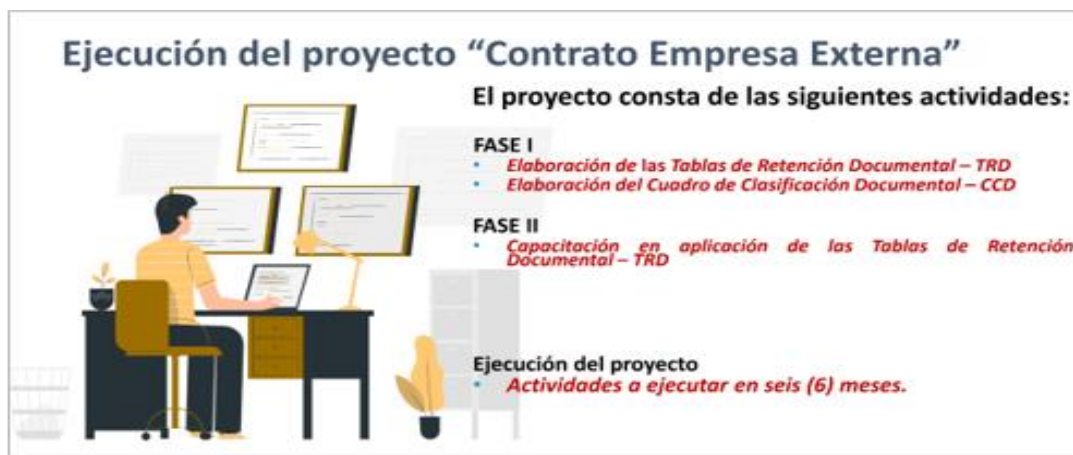 Ejecución del proyecto “Contrato Empresa Externa”
El proyecto consta de las siguientes actividades:
FASE I
• Elaboración de las Tablas de Retención Documental – TRD
• Elaboración del Cuadro de Clasificación Documental – CCD
FASE II
• Capacitación en aplicación de las Tablas de Retención
Documental – TRD
Ejecución del proyecto
• Actividades a ejecutar en seis (6) meses.